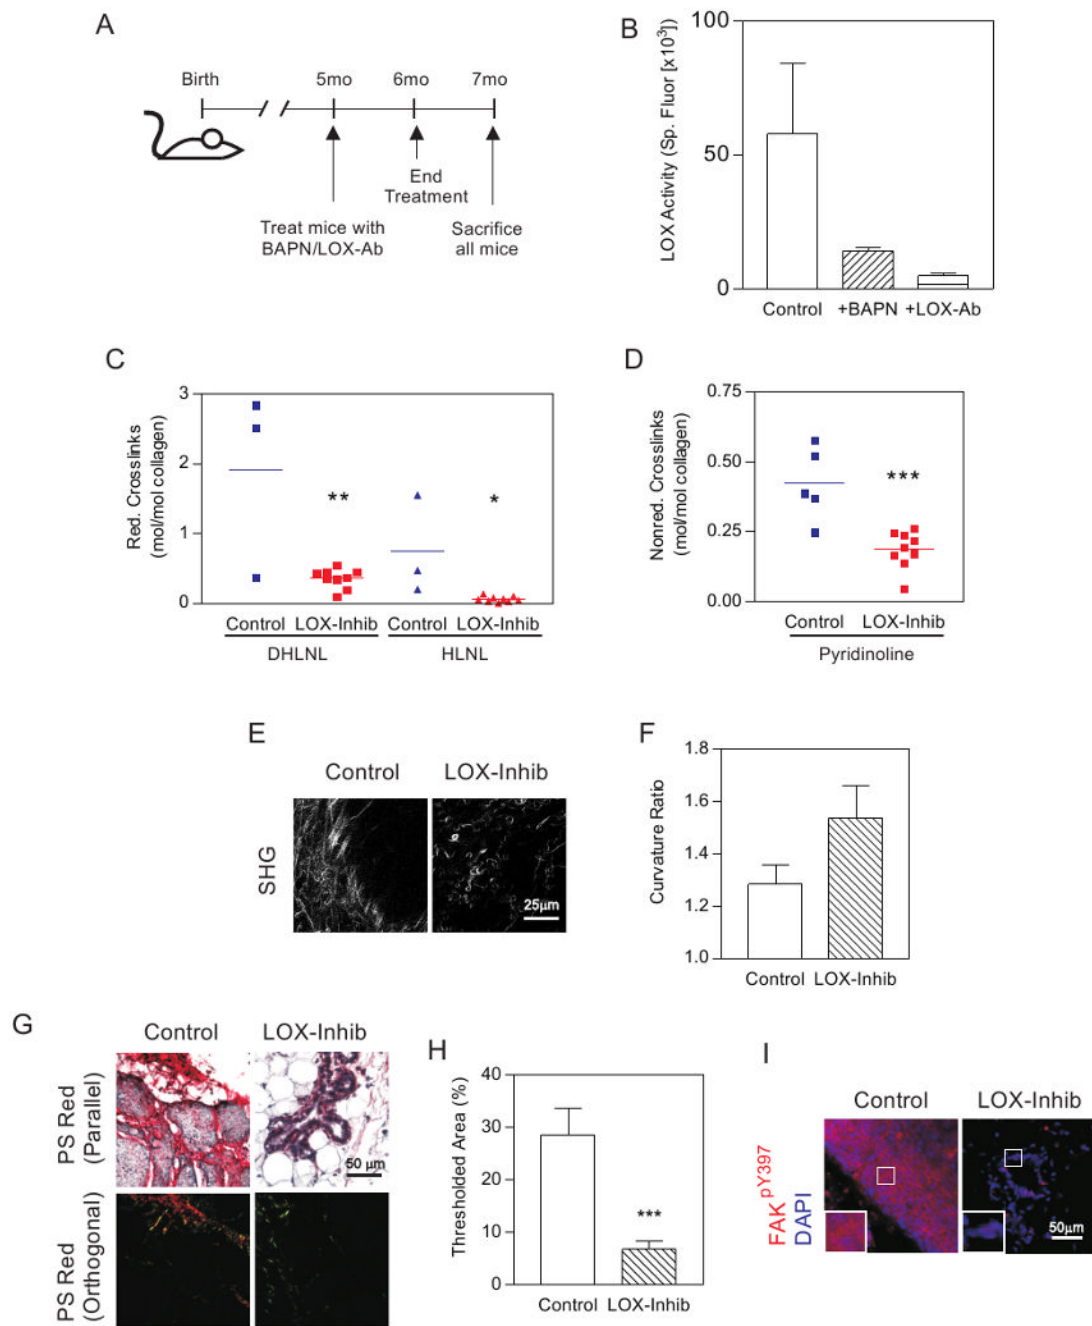 A
Birth 5mo 6mo 7mo
End
Treatment
Treat mice with
BAPN/LOX-Ab
Sacrifice
all mice
B
LOX Activity (Sp. Fluor [x10³])
100
50
0
Control +BAPN +LOX-Ab
C
Red. Crosslinks
(mol/mol collagen)
3
2
1
0
**
*
Control LOX-Inhib Control LOX-Inhib
DHLNL HLNL
D
Nonred. Crosslinks
(mol/mol collagen)
0.75
0.50
0.25
0.00
***
Control LOX-Inhib
Pyridinoline
E
Control LOX-Inhib
SHG
25µm
F
Curvature Ratio
1.8
1.6
1.4
1.2
1.0
Control LOX-Inhib
G
Control LOX-Inhib
PS Red
(Parallel)
50 µm
PS Red
(Orthogonal)
H
Thresholded Area (%)
40
30
20
10
0
***
Control LOX-Inhib
I
Control LOX-Inhib
FAK pY397
DAPI
50µm